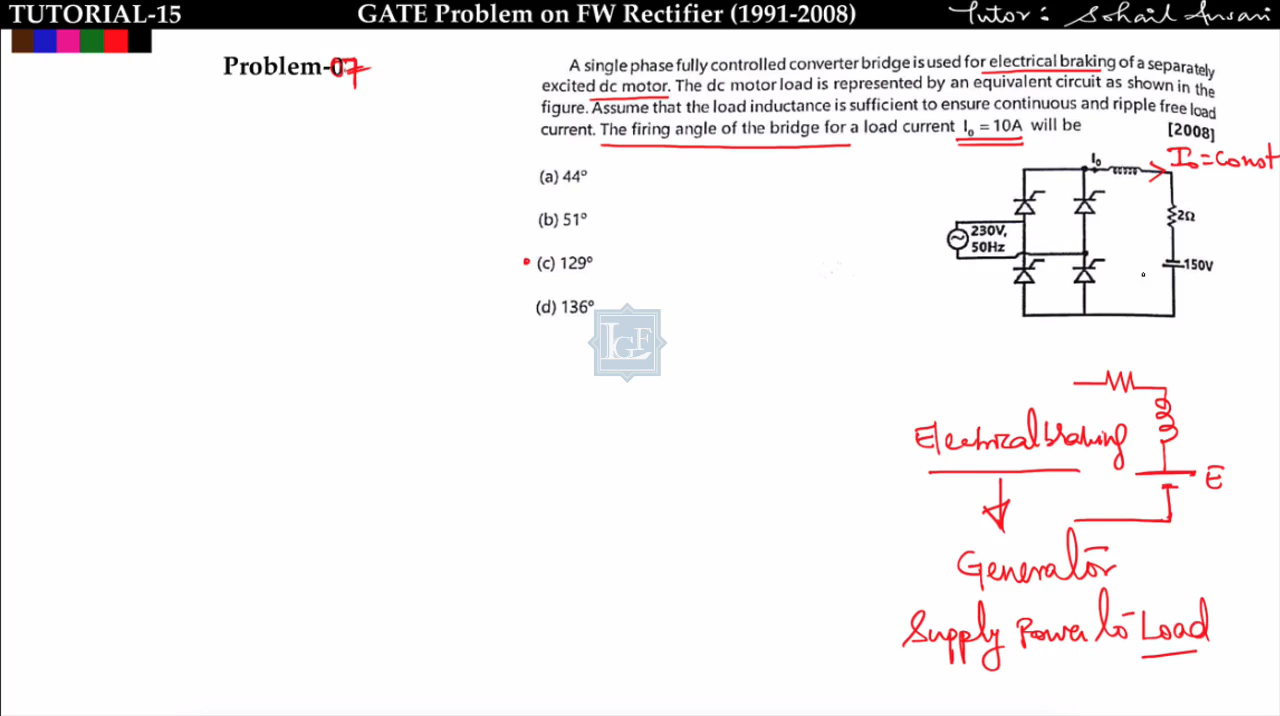 TUTORIAL-15 GATE Problem on FW Rectifier (1991-2008) Tutor: Sohail Ansari
Problem-07
A single phase fully controlled converter bridge is used for electrical braking of a separately
excited dc motor. The dc motor load is represented by an equivalent circuit as shown in the
figure. Assume that the load inductance is sufficient to ensure continuous and ripple free load
current. The firing angle of the bridge for a load current I₀ = 10A will be [2008]
(a) 44°
(b) 51°
(c) 129°
(d) 136°
I₀
I₀=const
2Ω
230V,
50Hz
150V
LGF
Electrical braking
E
Generator
Supply Power to Load